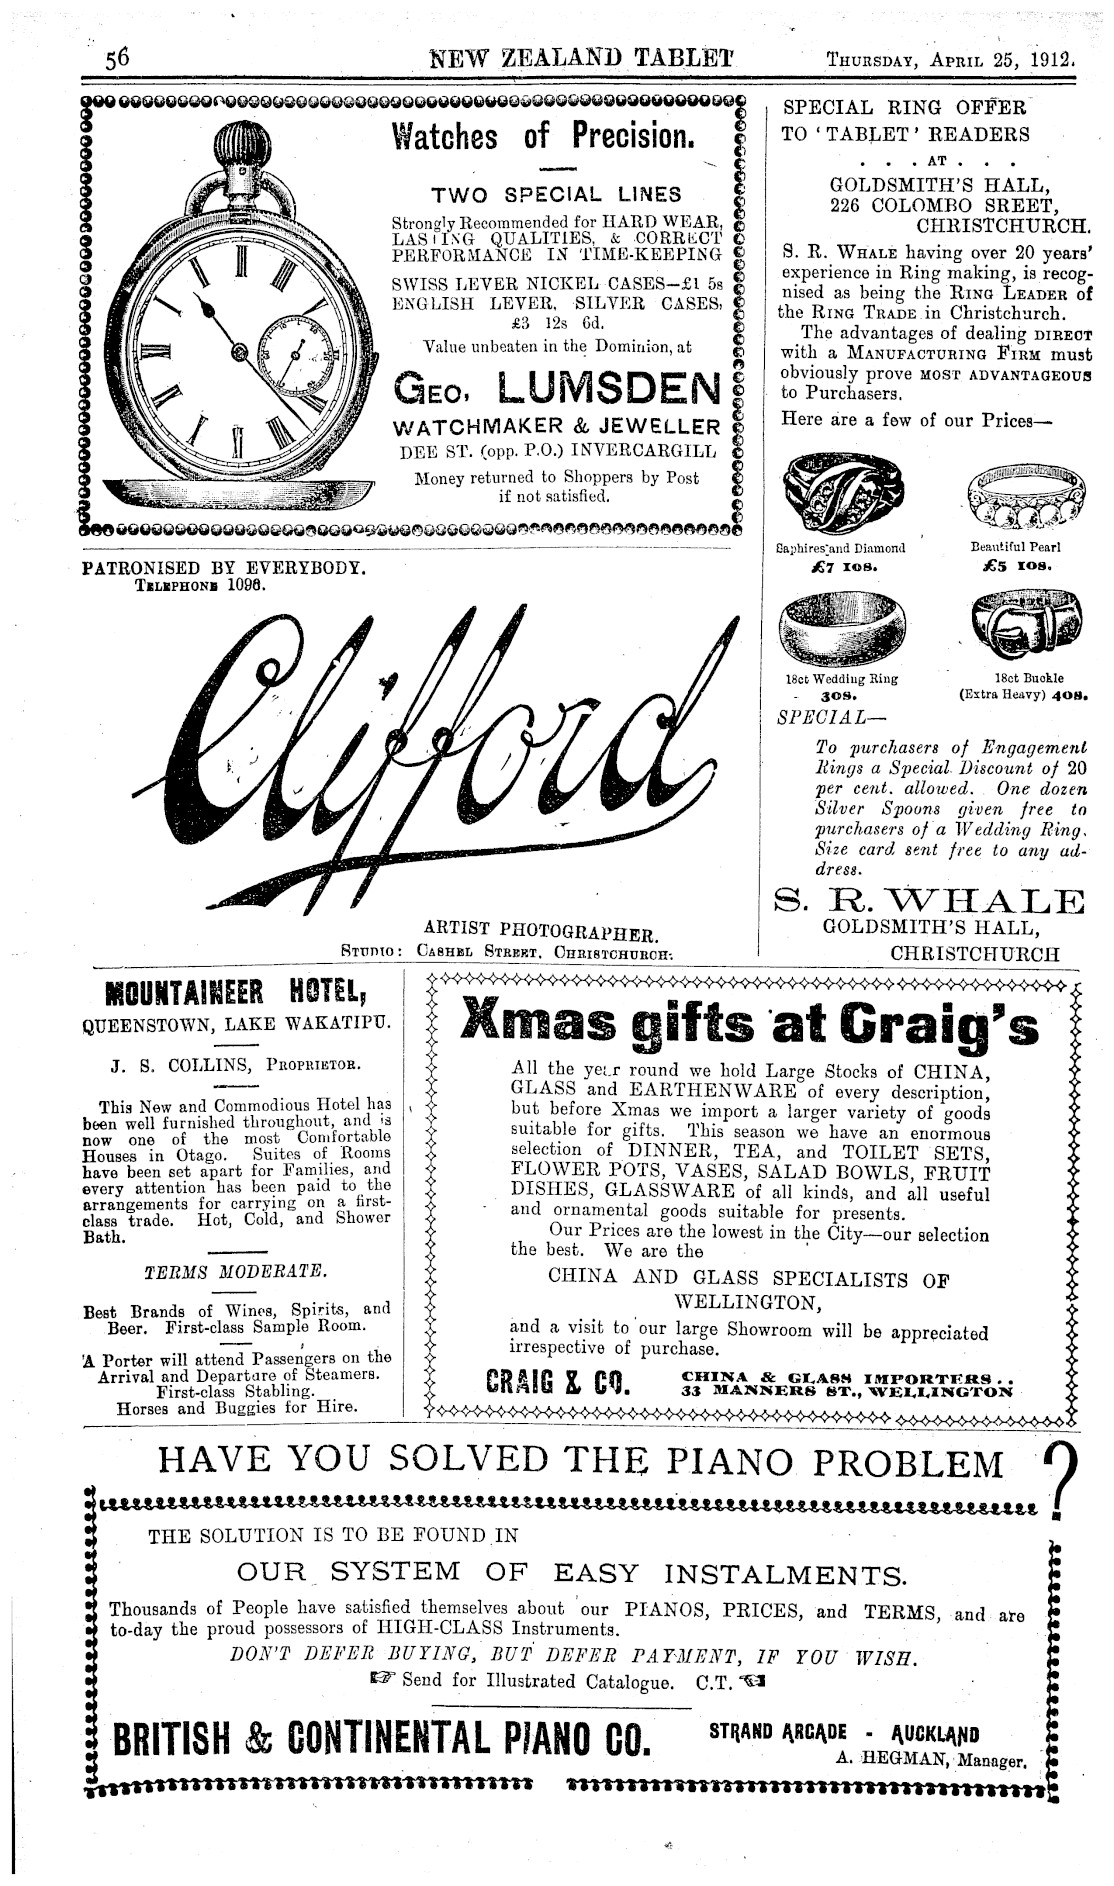 56 NEW ZEALAND TABLET THURSDAY, APRIL 25, 1912.
Watches of Precision.
TWO SPECIAL LINES
Strongly Recommended for HARD WEAR,
LASTING QUALITIES, & CORRECT
PERFORMANCE IN TIME-KEEPING
SWISS LEVER NICKEL CASES—£1 5s
ENGLISH LEVER, SILVER CASES,
£3 12s 6d.
Value unbeaten in the Dominion, at
GEO. LUMSDEN
WATCHMAKER & JEWELLER
DEE ST. (opp. P.O.) INVERCARGILL
Money returned to Shoppers by Post
if not satisfied.
SPECIAL RING OFFER
TO 'TABLET' READERS
. . . AT . . .
GOLDSMITH'S HALL,
226 COLOMBO SREET,
CHRISTCHURCH.
S. R. WHALE having over 20 years'
experience in Ring making, is recog-
nised as being the RING LEADER of
the RING TRADE in Christchurch.
The advantages of dealing DIRECT
with a MANUFACTURING FIRM must
obviously prove MOST ADVANTAGEOUS
to Purchasers.
Here are a few of our Prices—
Saphires and Diamond
£7 10s.
Beautiful Pearl
£5 10s.
18ct Wedding Ring
30s.
18ct Buckle
(Extra Heavy) 40s.
SPECIAL—
To purchasers of Engagement
Rings a Special Discount of 20
per cent. allowed. One dozen
Silver Spoons given free to
purchasers of a Wedding Ring.
Size card sent free to any ad-
dress.
S. R. WHALE
GOLDSMITH'S HALL,
CHRISTCHURCH
PATRONISED BY EVERYBODY.
TELEPHONE 1098.
Clifford
ARTIST PHOTOGRAPHER.
STUDIO: CASHEL STREET, CHRISTCHURCH.
MOUNTAINEER HOTEL,
QUEENSTOWN, LAKE WAKATIPU.
J. S. COLLINS, PROPRIETOR.
This New and Commodious Hotel has
been well furnished throughout, and is
now one of the most Comfortable
Houses in Otago. Suites of Rooms
have been set apart for Families, and
every attention has been paid to the
arrangements for carrying on a first-
class trade. Hot, Cold, and Shower
Bath.
TERMS MODERATE.
Best Brands of Wines, Spirits, and
Beer. First-class Sample Room.
A Porter will attend Passengers on the
Arrival and Departure of Steamers.
First-class Stabling.
Horses and Buggies for Hire.
Xmas gifts at Craig's
All the year round we hold Large Stocks of CHINA,
GLASS and EARTHENWARE of every description,
but before Xmas we import a larger variety of goods
suitable for gifts. This season we have an enormous
selection of DINNER, TEA, and TOILET SETS,
FLOWER POTS, VASES, SALAD BOWLS, FRUIT
DISHES, GLASSWARE of all kinds, and all useful
and ornamental goods suitable for presents.
Our Prices are the lowest in the City—our selection
the best. We are the
CHINA AND GLASS SPECIALISTS OF
WELLINGTON,
and a visit to our large Showroom will be appreciated
irrespective of purchase.
CRAIG & CO. CHINA & GLASS IMPORTERS . .
33 MANNERS ST., WELLINGTON
HAVE YOU SOLVED THE PIANO PROBLEM ?
THE SOLUTION IS TO BE FOUND IN
OUR SYSTEM OF EASY INSTALMENTS.
Thousands of People have satisfied themselves about our PIANOS, PRICES, and TERMS, and are
to-day the proud possessors of HIGH-CLASS Instruments.
DON'T DEFER BUYING, BUT DEFER PAYMENT, IF YOU WISH.
☞ Send for Illustrated Catalogue. C.T. ☜
BRITISH & CONTINENTAL PIANO CO. STRAND ARCADE - AUCKLAND
A. HEGMAN, Manager.